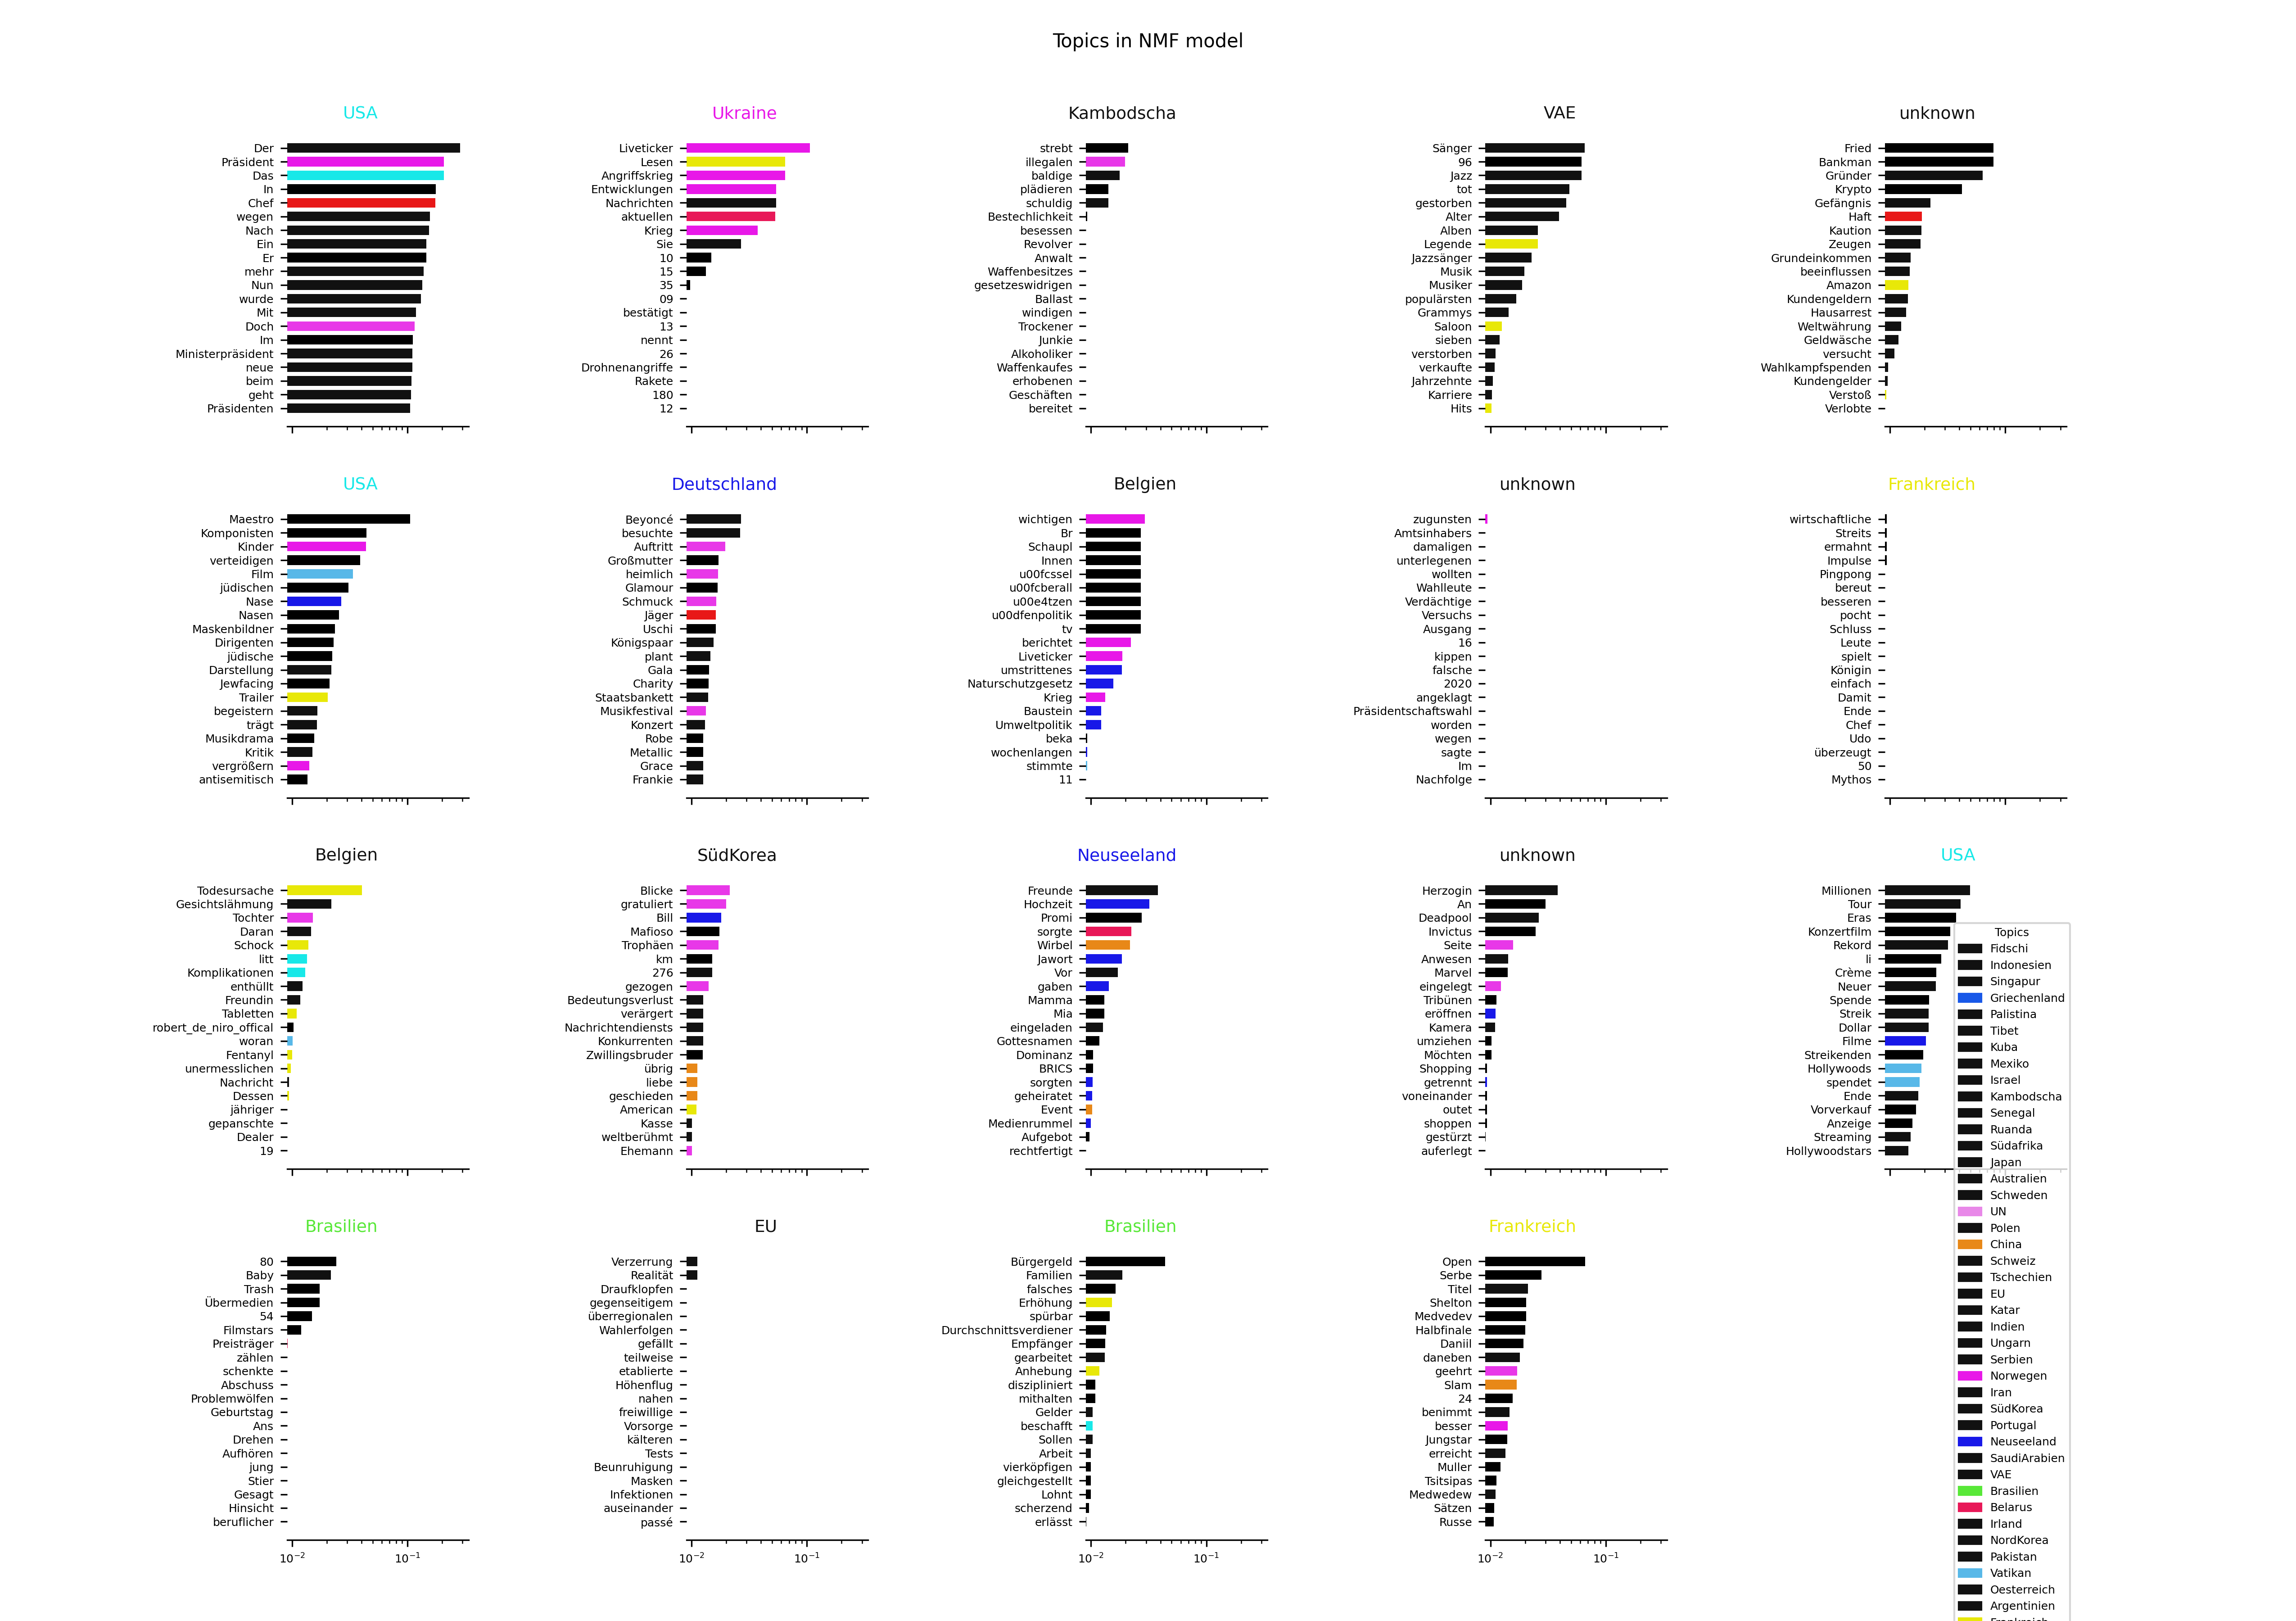 Topics in NMF model
USA
Der
Präsident
Das
In
Chef
wegen
Nach
Ein
Er
mehr
Nun
wurde
Mit
Doch
Im
Ministerpräsident
neue
beim
geht
Präsidenten
Ukraine
Liveticker
Lesen
Angriffskrieg
Entwicklungen
Nachrichten
aktuellen
Krieg
Sie
10
15
35
09
bestätigt
13
nennt
26
Drohnenangriffe
Rakete
180
12
Kambodscha
strebt
illegalen
baldige
plädieren
schuldig
Bestechlichkeit
besessen
Revolver
Anwalt
Waffenbesitzes
gesetzeswidrigen
Ballast
windigen
Trockener
Junkie
Alkoholiker
Waffenkaufes
erhobenen
Geschäften
bereitet
VAE
Sänger
96
Jazz
tot
gestorben
Alter
Alben
Legende
Jazzsänger
Musik
Musiker
populärsten
Grammys
Saloon
sieben
verstorben
verkaufte
Jahrzehnte
Karriere
Hits
unknown
Fried
Bankman
Gründer
Krypto
Gefängnis
Haft
Kaution
Zeugen
Grundeinkommen
beeinflussen
Amazon
Kundengeldern
Hausarrest
Weltwährung
Geldwäsche
versucht
Wahlkampfspenden
Kundengelder
Verstoß
Verlobte
USA
Maestro
Komponisten
Kinder
verteidigen
Film
jüdischen
Nase
Nasen
Maskenbildner
Dirigenten
jüdische
Darstellung
Jewfacing
Trailer
begeistern
trägt
Musikdrama
Kritik
vergrößern
antisemitisch
Deutschland
Beyoncé
besuchte
Auftritt
Großmutter
heimlich
Glamour
Schmuck
Jäger
Uschi
Königspaar
plant
Gala
Charity
Staatsbankett
Musikfestival
Konzert
Robe
Metallic
Grace
Frankie
Belgien
wichtigen
Br
Schaupl
Innen
u00fcssel
u00fcberall
u00e4tzen
u00dfenpolitik
tv
berichtet
Liveticker
umstrittenes
Naturschutzgesetz
Krieg
Baustein
Umweltpolitik
beka
wochenlangen
stimmte
11
unknown
zugunsten
Amtsinhabers
damaligen
unterlegenen
wollten
Wahlleute
Verdächtige
Versuchs
Ausgang
16
kippen
falsche
2020
angeklagt
Präsidentschaftswahl
worden
wegen
sagte
Im
Nachfolge
Frankreich
wirtschaftliche
Streits
ermahnt
Impulse
Pingpong
bereut
besseren
pocht
Schluss
Leute
spielt
Königin
einfach
Damit
Ende
Chef
Udo
überzeugt
50
Mythos
Belgien
Todesursache
Gesichtslähmung
Tochter
Daran
Schock
litt
Komplikationen
enthüllt
Freundin
Tabletten
robert_de_niro_offical
woran
Fentanyl
unermesslichen
Nachricht
Dessen
jähriger
gepanschte
Dealer
19
SüdKorea
Blicke
gratuliert
Bill
Mafioso
Trophäen
km
276
gezogen
Bedeutungsverlust
verärgert
Nachrichtendiensts
Konkurrenten
Zwillingsbruder
übrig
liebe
geschieden
American
Kasse
weltberühmt
Ehemann
Neuseeland
Freunde
Hochzeit
Promi
sorgte
Wirbel
Jawort
Vor
gaben
Mamma
Mia
eingeladen
Gottesnamen
Dominanz
BRICS
sorgten
geheiratet
Event
Medienrummel
Aufgebot
rechtfertigt
unknown
Herzogin
An
Deadpool
Invictus
Seite
Anwesen
Marvel
eingelegt
Tribünen
eröffnen
Kamera
umziehen
Möchten
Shopping
getrennt
voneinander
outet
shoppen
gestürzt
auferlegt
USA
Millionen
Tour
Eras
Konzertfilm
Rekord
li
Crème
Neuer
Spende
Streik
Dollar
Filme
Streikenden
Hollywoods
spendet
Ende
Vorverkauf
Anzeige
Streaming
Hollywoodstars
Brasilien
80
Baby
Trash
Übermedien
54
Filmstars
Preisträger
zählen
schenkte
Abschuss
Problemwölfen
Geburtstag
Ans
Drehen
Aufhören
jung
Stier
Gesagt
Hinsicht
beruflicher
10⁻² 10⁻¹
EU
Verzerrung
Realität
Draufklopfen
gegenseitigem
überregionalen
Wahlerfolgen
gefällt
teilweise
etablierte
Höhenflug
nahen
freiwillige
Vorsorge
kälteren
Tests
Beunruhigung
Masken
Infektionen
auseinander
passé
10⁻² 10⁻¹
Brasilien
Bürgergeld
Familien
falsches
Erhöhung
spürbar
Durchschnittsverdiener
Empfänger
gearbeitet
Anhebung
diszipliniert
mithalten
Gelder
beschafft
Sollen
Arbeit
vierköpfigen
gleichgestellt
Lohnt
scherzend
erlässt
10⁻² 10⁻¹
Frankreich
Open
Serbe
Titel
Shelton
Medvedev
Halbfinale
Daniil
daneben
geehrt
Slam
24
benimmt
besser
Jungstar
erreicht
Muller
Tsitsipas
Medwedew
Sätzen
Russe
10⁻² 10⁻¹
Topics
Fidschi
Indonesien
Singapur
Griechenland
Palistina
Tibet
Kuba
Mexiko
Israel
Kambodscha
Senegal
Ruanda
Südafrika
Japan
Australien
Schweden
UN
Polen
China
Schweiz
Tschechien
EU
Katar
Indien
Ungarn
Serbien
Norwegen
Iran
SüdKorea
Portugal
Neuseeland
SaudiArabien
VAE
Brasilien
Belarus
Irland
NordKorea
Pakistan
Vatikan
Oesterreich
Argentinien